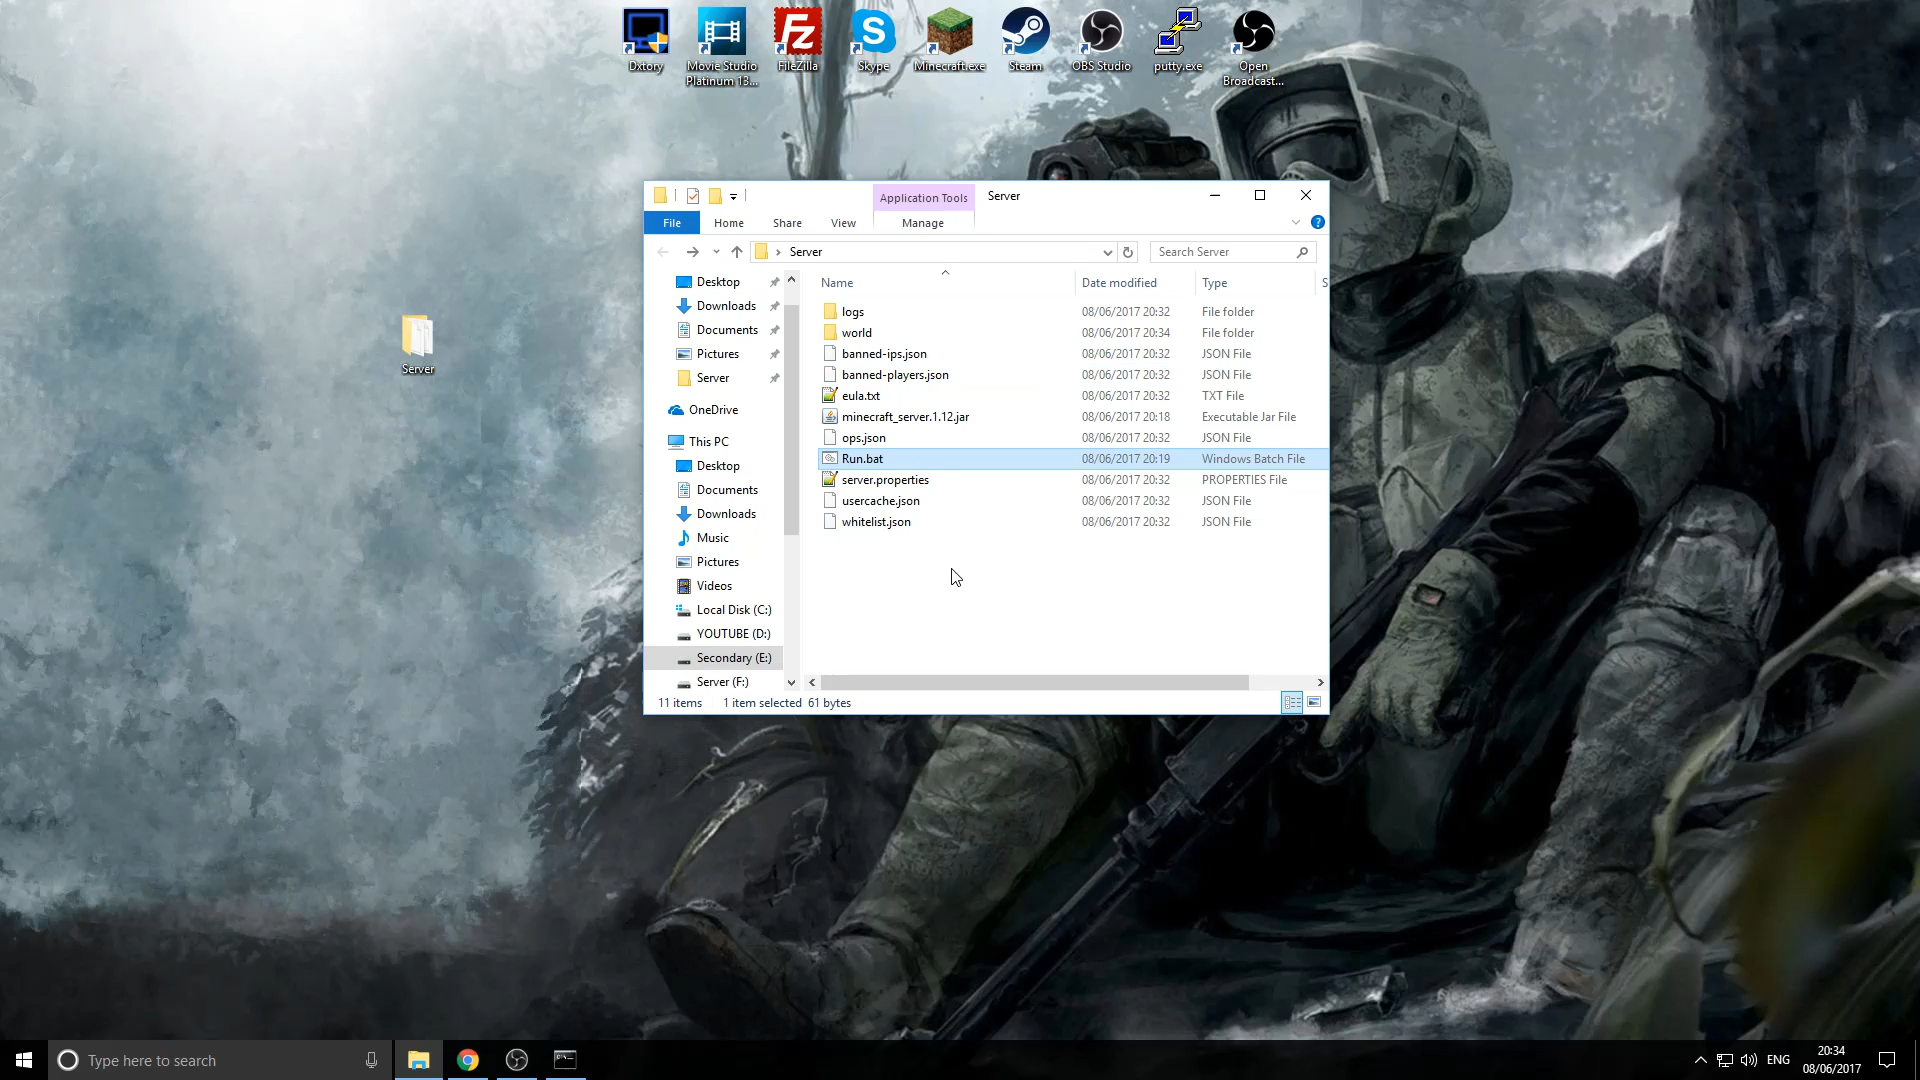 Dxtory
Movie Studio
Platinum 13...
FileZilla
Skype
Minecraft.exe
Steam
OBS Studio
putty.exe
Open
Broadcast...
Server
Application Tools
Server
File
Home
Share
View
Manage
Server
Search Server
Desktop
Downloads
Documents
Pictures
Server
OneDrive
This PC
Desktop
Documents
Downloads
Music
Pictures
Videos
Local Disk (C:)
YOUTUBE (D:)
Secondary (E:)
Server (F:)
Name Date modified Type S
logs 08/06/2017 20:32 File folder
world 08/06/2017 20:34 File folder
banned-ips.json 08/06/2017 20:32 JSON File
banned-players.json 08/06/2017 20:32 JSON File
eula.txt 08/06/2017 20:32 TXT File
minecraft_server.1.12.jar 08/06/2017 20:18 Executable Jar File
ops.json 08/06/2017 20:32 JSON File
Run.bat 08/06/2017 20:19 Windows Batch File
server.properties 08/06/2017 20:32 PROPERTIES File
usercache.json 08/06/2017 20:32 JSON File
whitelist.json 08/06/2017 20:32 JSON File
11 items 1 item selected 61 bytes
Type here to search
ENG
20:34
08/06/2017